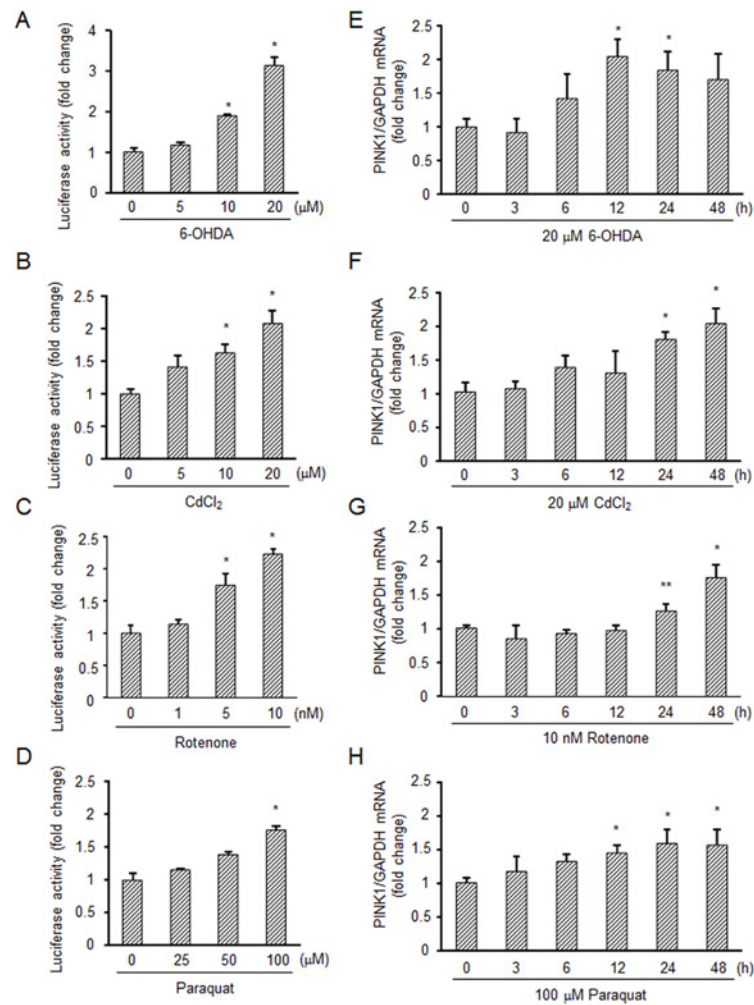 A
Luciferase activity (fold change)
4
3
2
1
0
*
*
0 5 10 20 (μM)
6-OHDA
B
Luciferase activity (fold change)
2.5
2
1.5
1
0.5
0
*
*
0 5 10 20 (μM)
CdCl₂
C
Luciferase activity (fold change)
2.5
2
1.5
1
0.5
0
*
*
0 1 5 10 (nM)
Rotenone
D
Luciferase activity (fold change)
2.5
2
1.5
1
0.5
0
*
0 25 50 100 (μM)
Paraquat
E
PINK1/GAPDH mRNA
(fold change)
2.5
2
1.5
1
0.5
0
* *
0 3 6 12 24 48 (h)
20 μM 6-OHDA
F
PINK1/GAPDH mRNA
(fold change)
2.5
2
1.5
1
0.5
0
*
*
0 3 6 12 24 48 (h)
20 μM CdCl₂
G
PINK1/GAPDH mRNA
(fold change)
2.5
2
1.5
1
0.5
0
*
**
0 3 6 12 24 48 (h)
10 nM Rotenone
H
PINK1/GAPDH mRNA
(fold change)
2.5
2
1.5
1
0.5
0
* * *
0 3 6 12 24 48 (h)
100 μM Paraquat